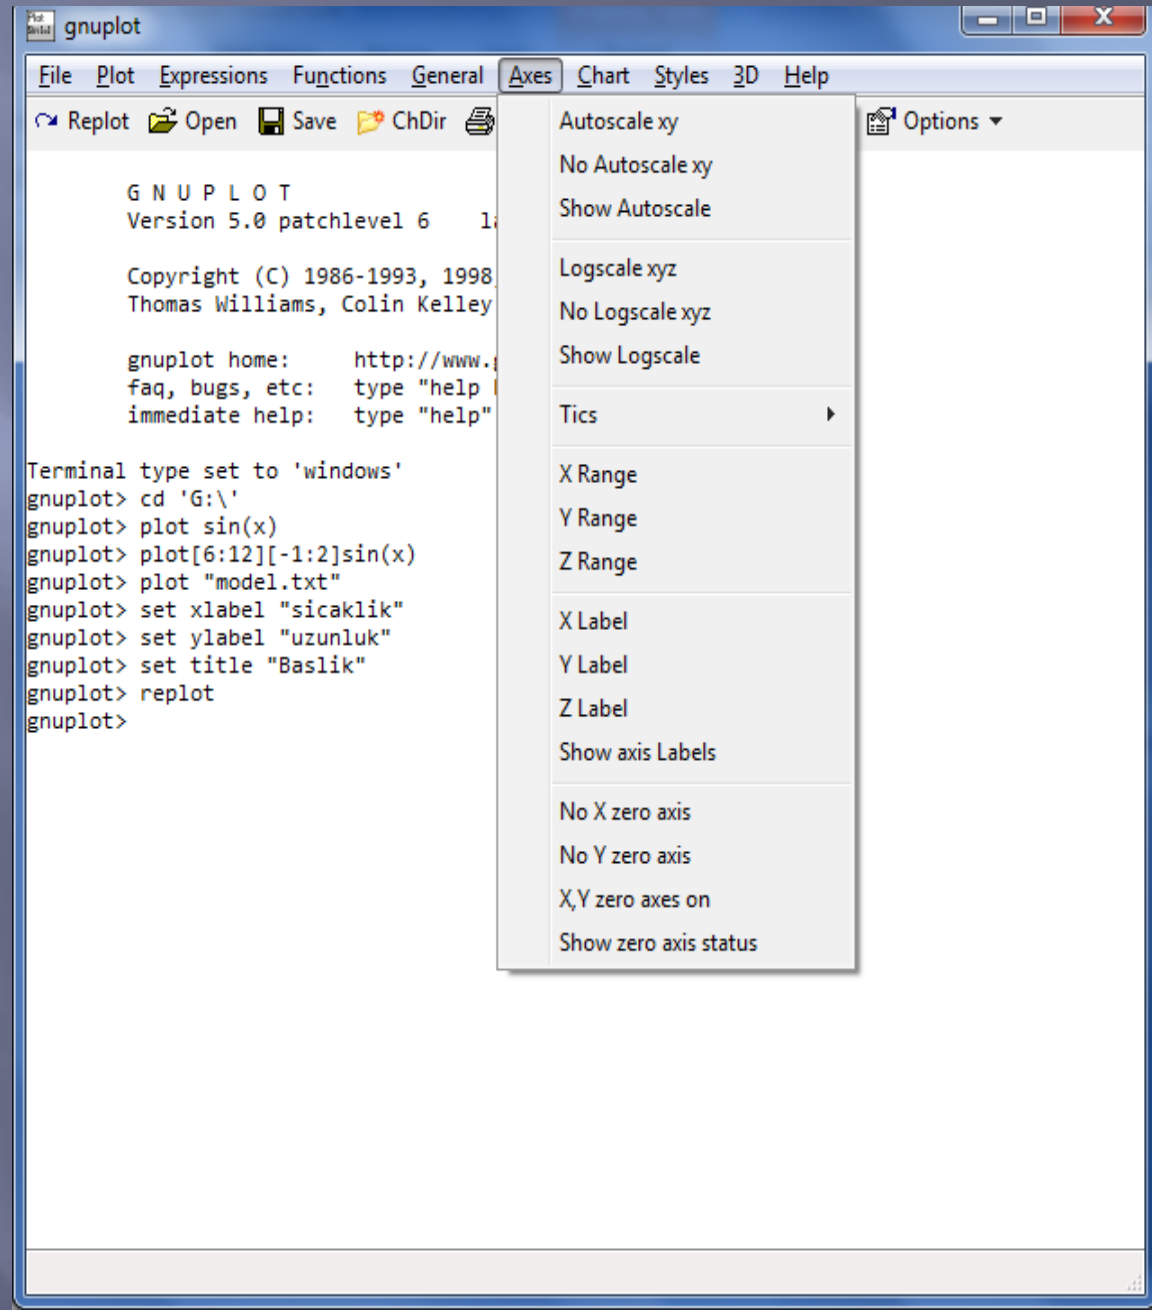 gnuplot
File Plot Expressions Functions General Axes Chart Styles 3D Help
Replot Open Save ChDir Options
G N U P L O T
Version 5.0 patchlevel 6
Copyright (C) 1986-1993, 1998,
Thomas Williams, Colin Kelley
gnuplot home: http://www.
faq, bugs, etc: type "help
immediate help: type "help"
Terminal type set to 'windows'
gnuplot> cd 'G:\'
gnuplot> plot sin(x)
gnuplot> plot[6:12][-1:2]sin(x)
gnuplot> plot "model.txt"
gnuplot> set xlabel "sicaklik"
gnuplot> set ylabel "uzunluk"
gnuplot> set title "Baslik"
gnuplot> replot
gnuplot>
Autoscale xy
No Autoscale xy
Show Autoscale
Logscale xyz
No Logscale xyz
Show Logscale
Tics
X Range
Y Range
Z Range
X Label
Y Label
Z Label
Show axis Labels
No X zero axis
No Y zero axis
X,Y zero axes on
Show zero axis status